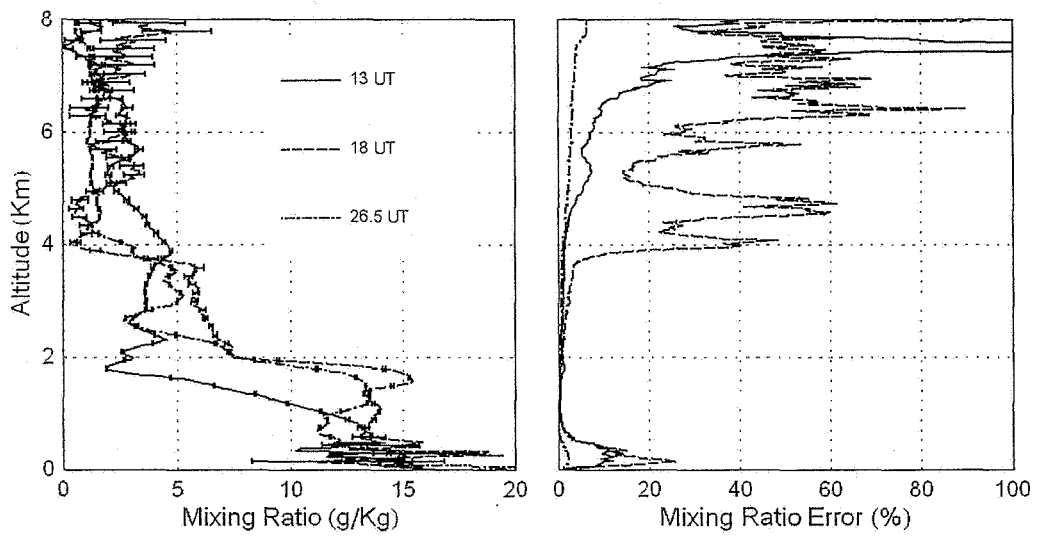 8
6
4
2
0
Altitude (Km)
13 UT
18 UT
26.5 UT
0 5 10 15 20
Mixing Ratio (g/Kg)
0 20 40 60 80 100
Mixing Ratio Error (%)